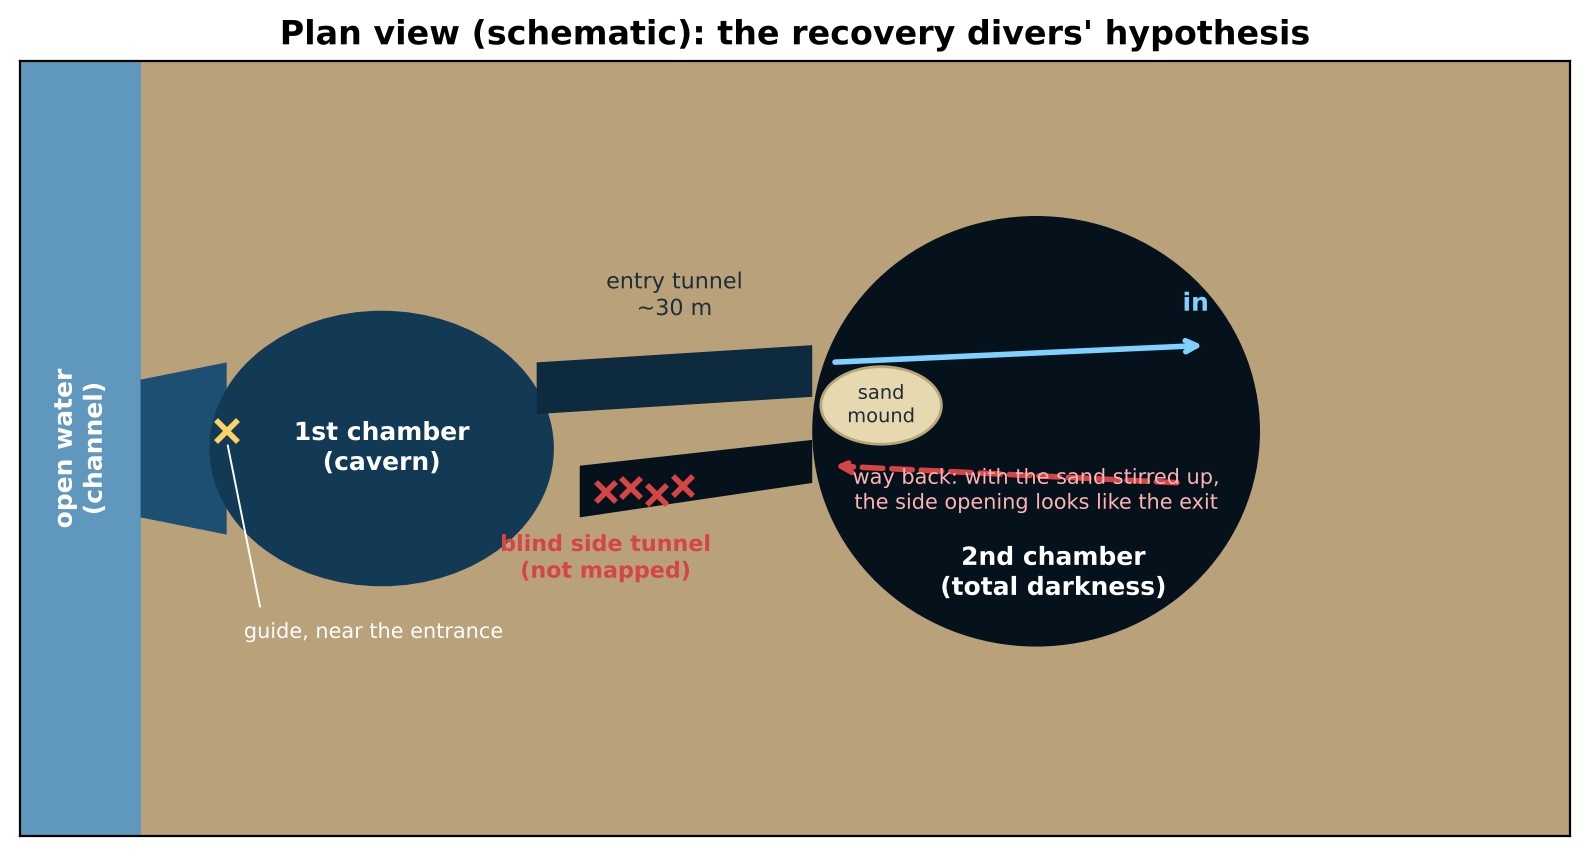 Plan view (schematic): the recovery divers' hypothesis
open water
(channel)
entry tunnel
~30 m
in
sand
mound
1st chamber
(cavern)
way back: with the sand stirred up,
the side opening looks like the exit
blind side tunnel
(not mapped)
2nd chamber
(total darkness)
guide, near the entrance